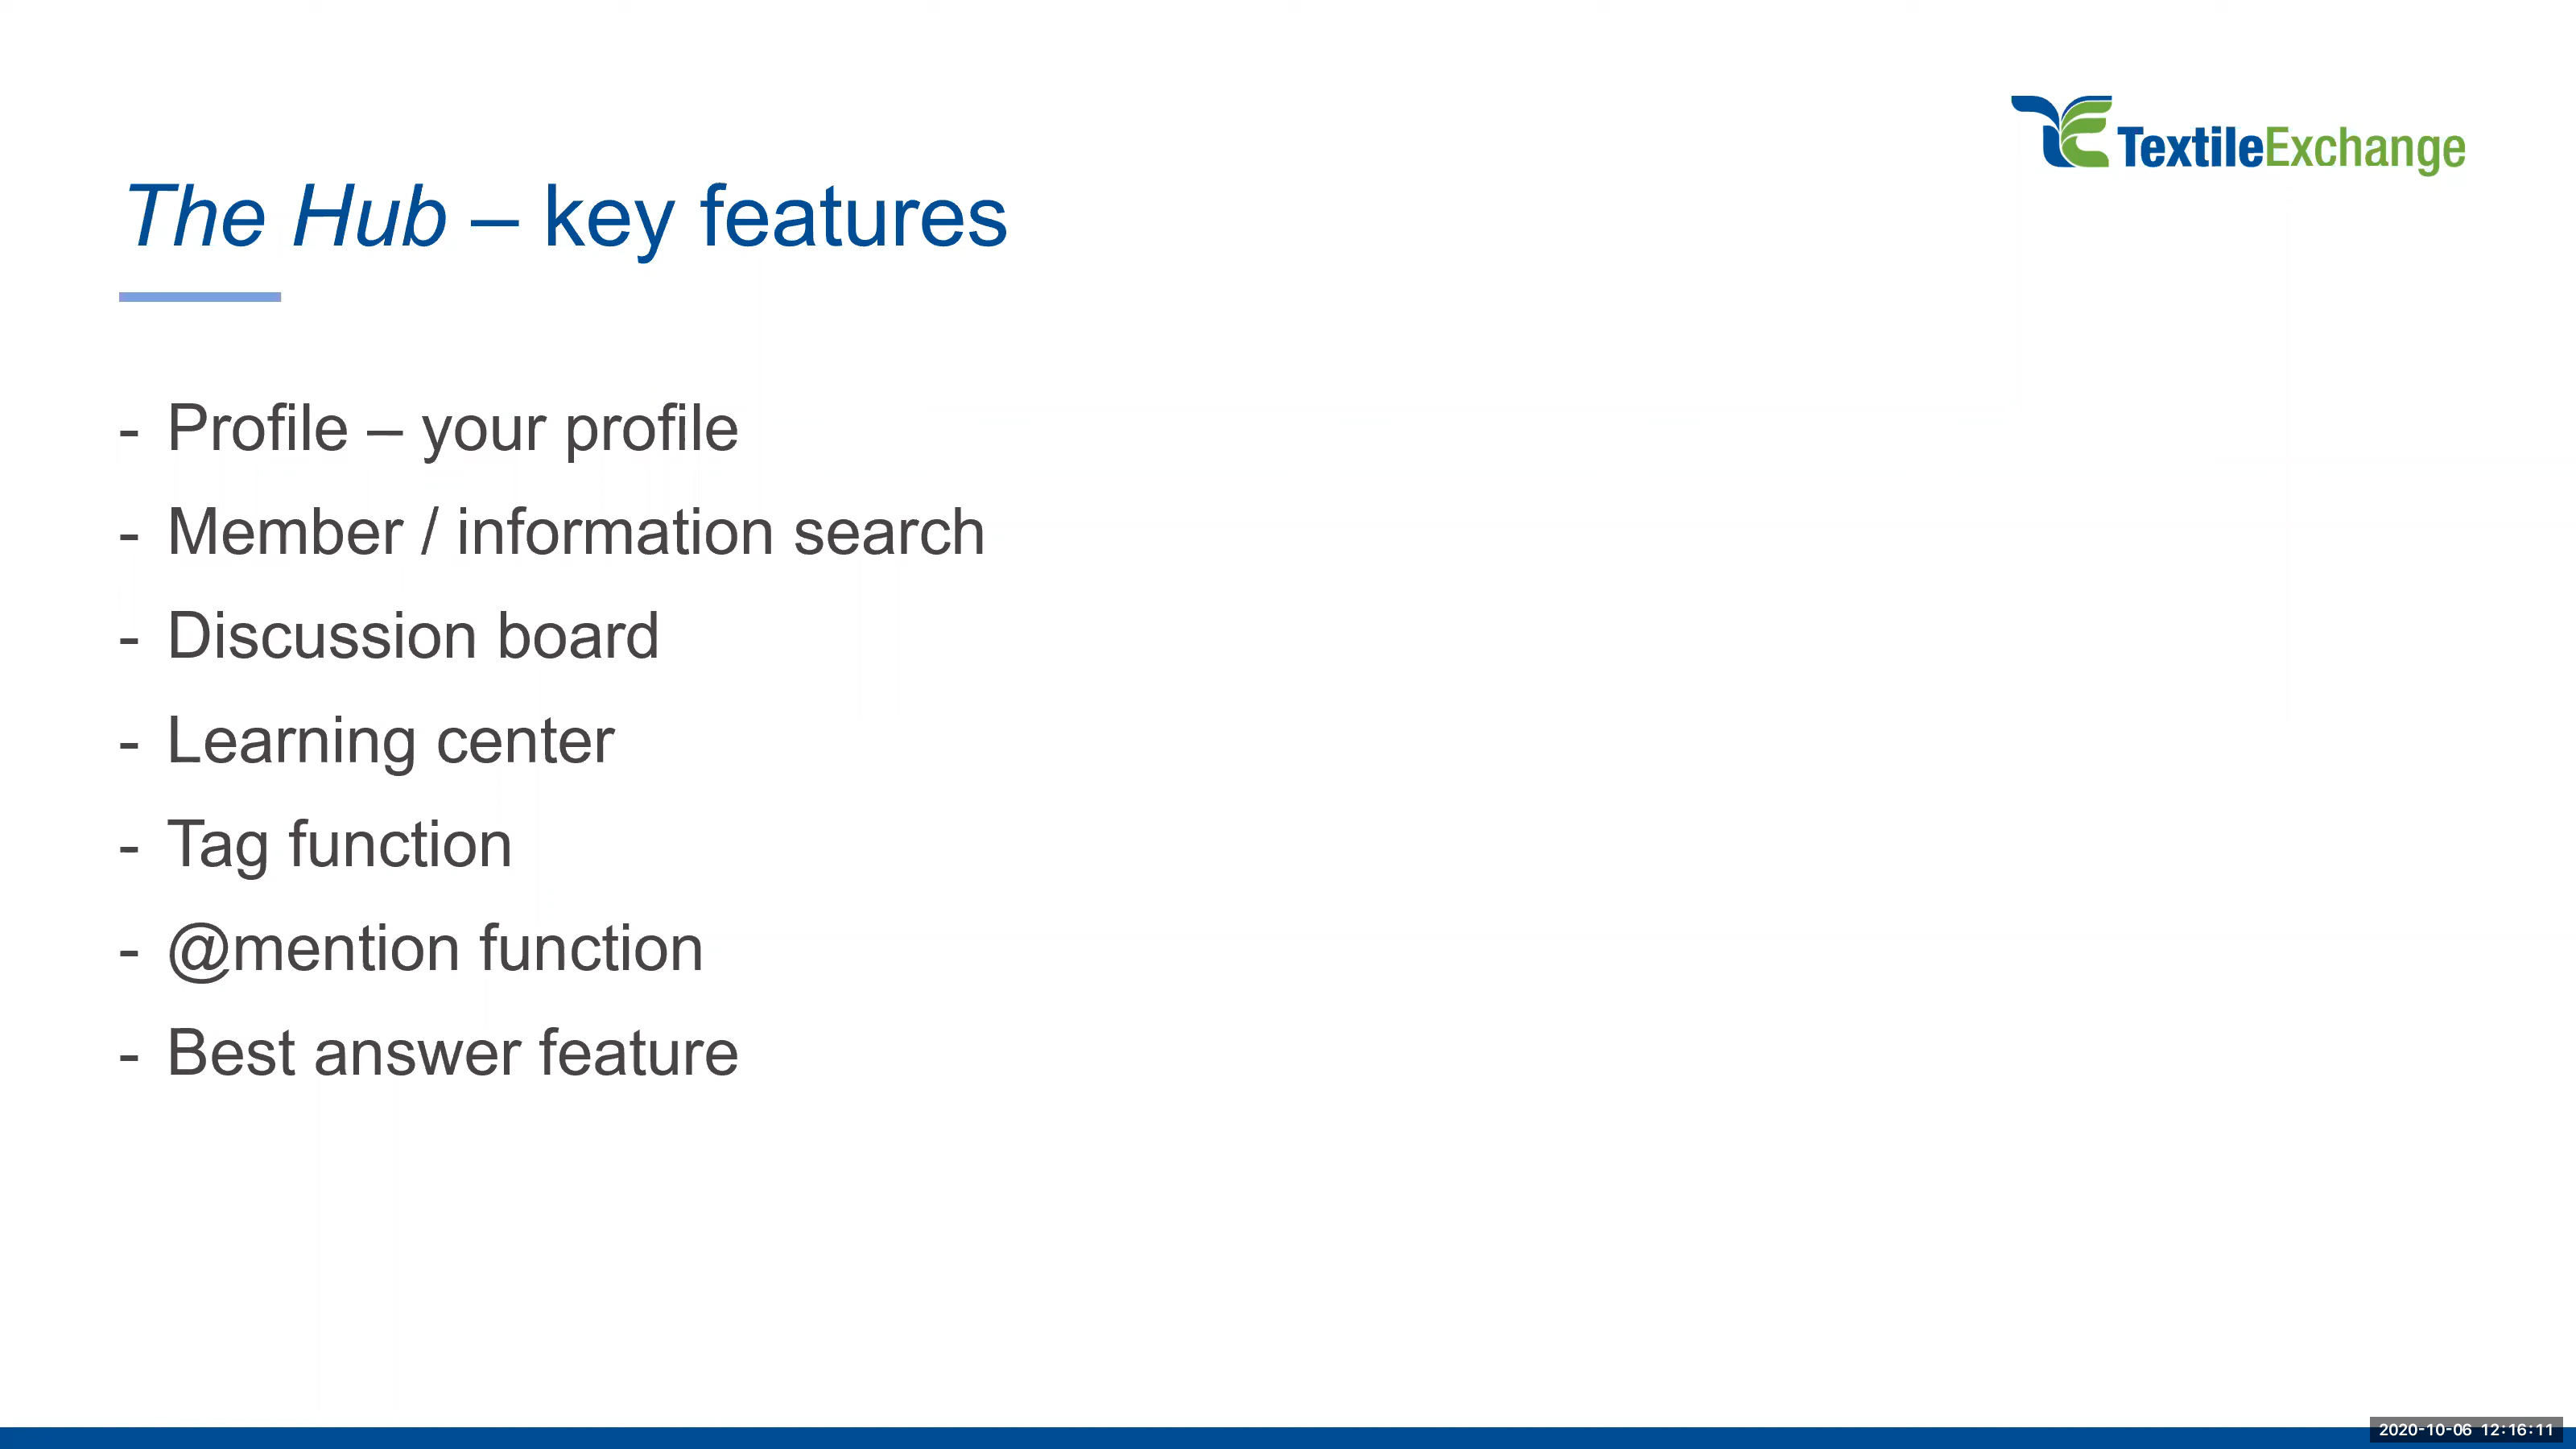 TextileExchange
The Hub – key features
- Profile – your profile
- Member / information search
- Discussion board
- Learning center
- Tag function
- @mention function
- Best answer feature
2020-10-06 12:16:11